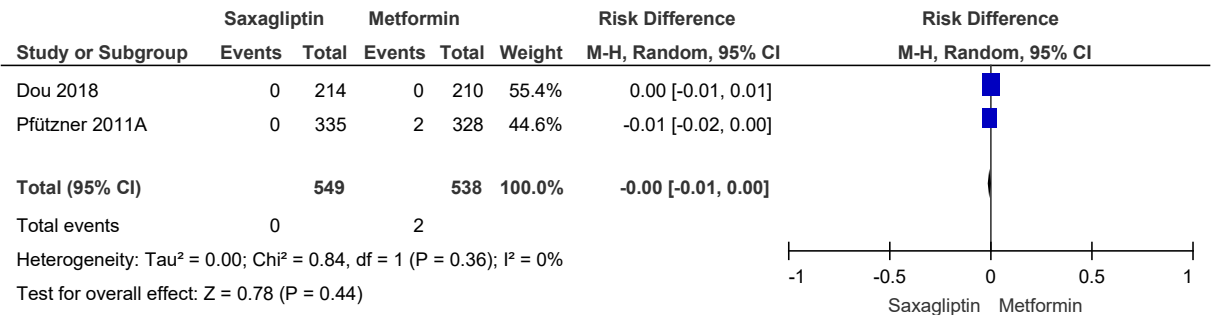 Saxagliptin Metformin Risk Difference Risk Difference
Study or Subgroup Events Total Events Total Weight M-H, Random, 95% CI M-H, Random, 95% CI
Dou 2018 0 214 0 210 55.4% 0.00 [-0.01, 0.01]
Pfützner 2011A 0 335 2 328 44.6% -0.01 [-0.02, 0.00]
Total (95% CI) 549 538 100.0% -0.00 [-0.01, 0.00]
Total events 0 2
Heterogeneity: Tau² = 0.00; Chi² = 0.84, df = 1 (P = 0.36); I² = 0%
Test for overall effect: Z = 0.78 (P = 0.44)
-1 -0.5 0 0.5 1
Saxagliptin Metformin